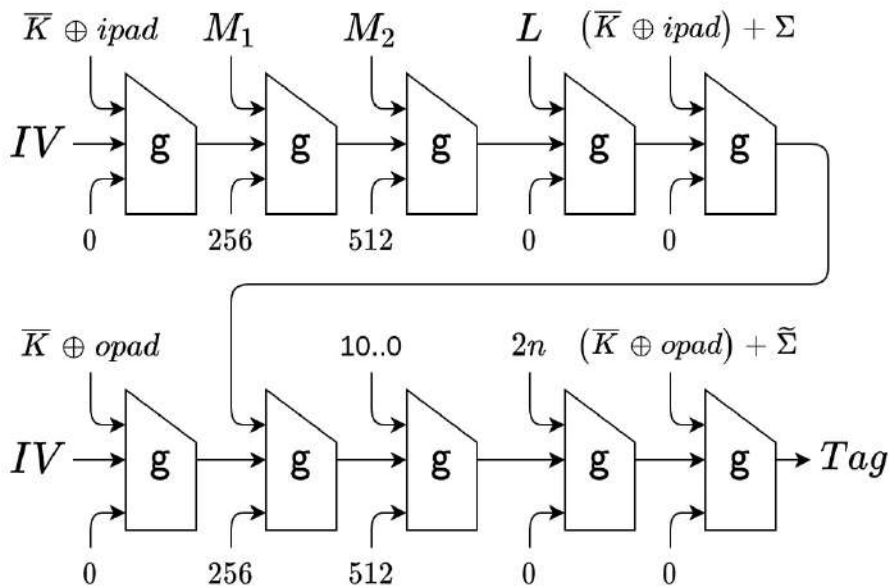 K̅ ⊕ ipad M₁ M₂ L (K̅ ⊕ ipad) + Σ
IV g g g g g
0 256 512 0 0
K̅ ⊕ opad 10..0 2n (K̅ ⊕ opad) + Σ̃
IV g g g g g Tag
0 256 512 0 0